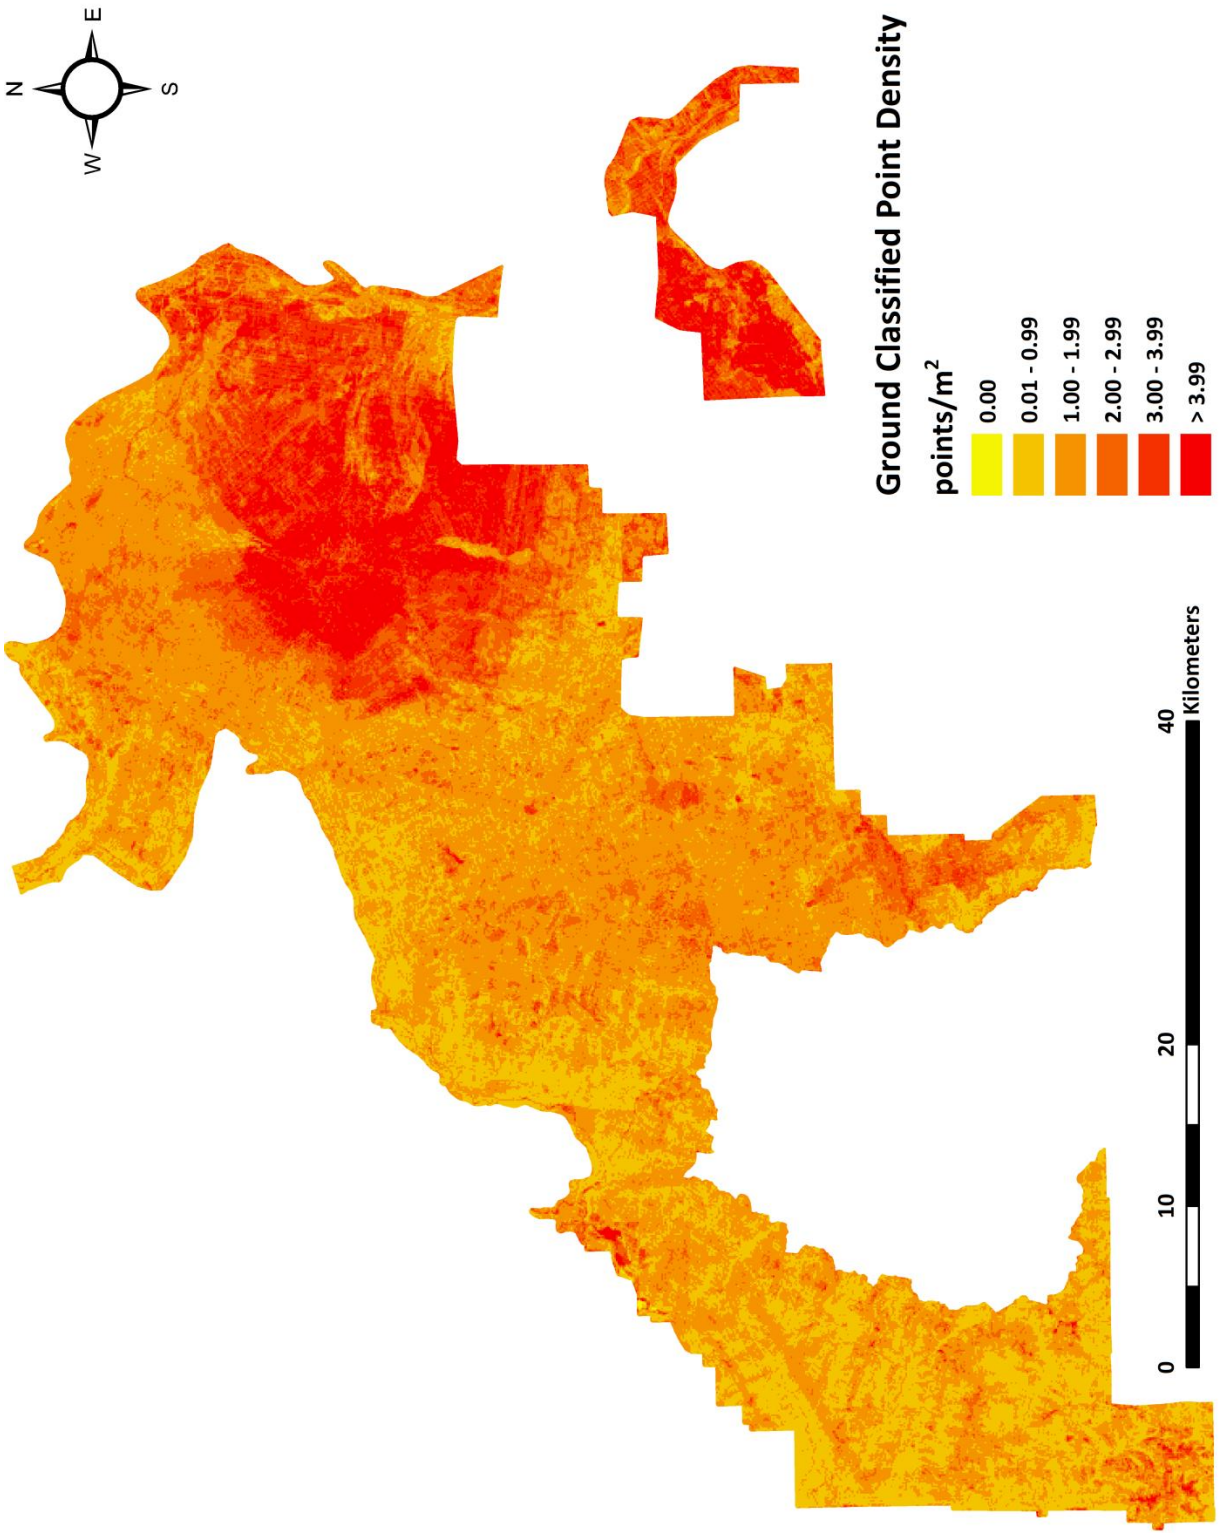 N
W E
S
Ground Classified Point Density
points/m²
0.00
0.01 - 0.99
1.00 - 1.99
2.00 - 2.99
3.00 - 3.99
> 3.99
0 10 20 40
Kilometers